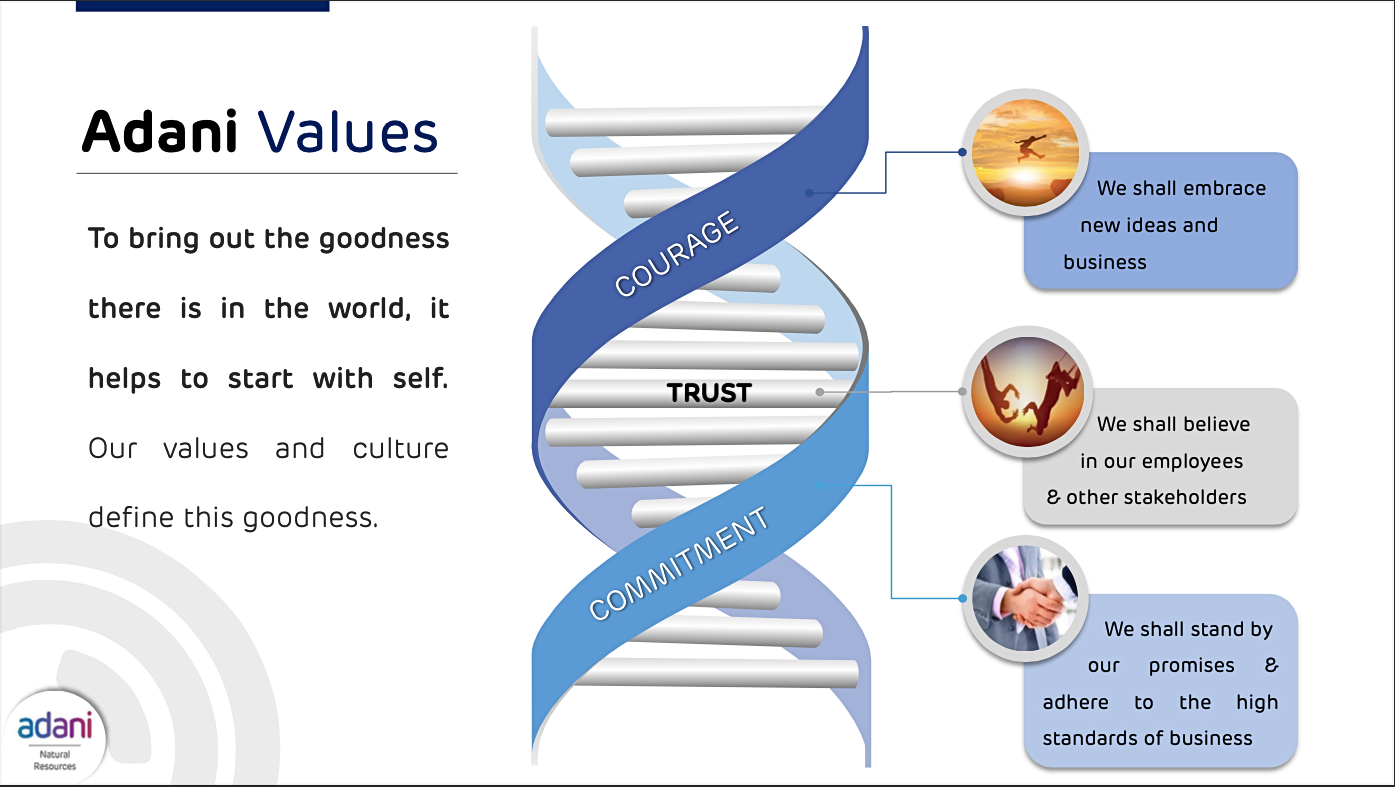 Adani Values
To bring out the goodness
there is in the world, it
helps to start with self.
Our values and culture
define this goodness.
COURAGE
We shall embrace
new ideas and
business
TRUST
We shall believe
in our employees
& other stakeholders
COMMITMENT
We shall stand by
our promises &
adhere to the high
standards of business
adani
Natural
Resources